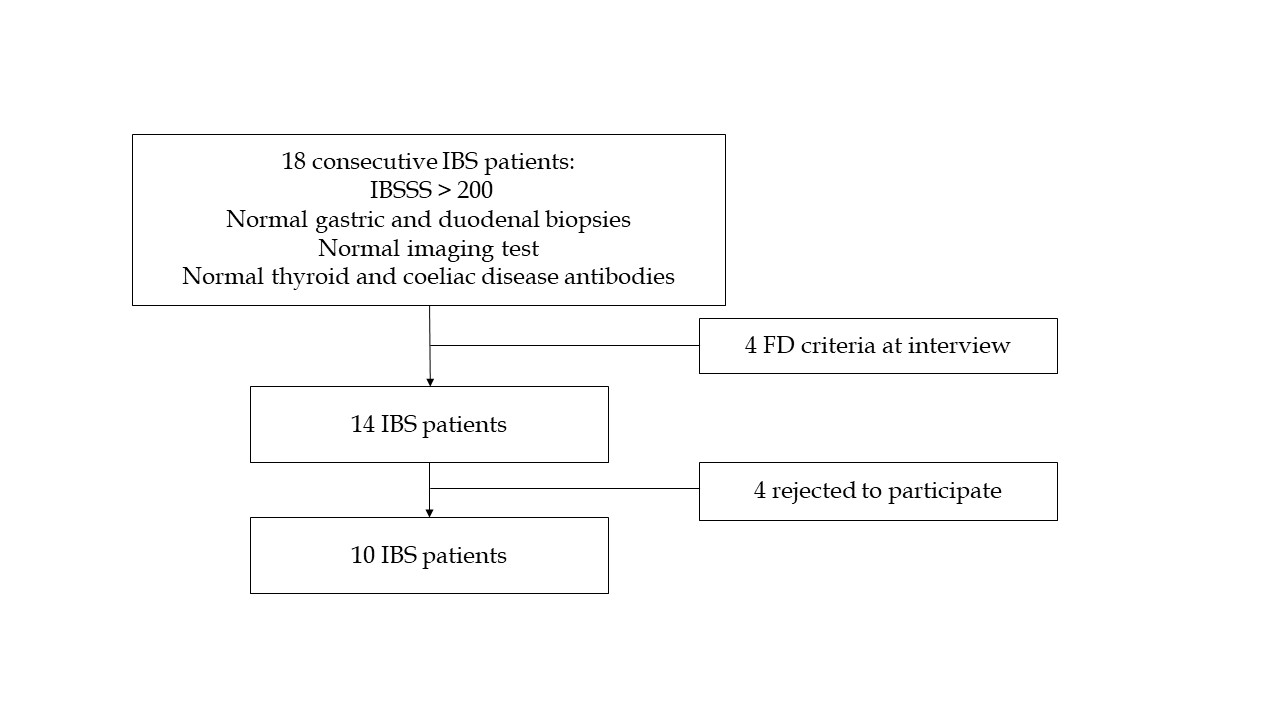 18 consecutive IBS patients:
IBSSS > 200
Normal gastric and duodenal biopsies
Normal imaging test
Normal thyroid and coeliac disease antibodies
4 FD criteria at interview
14 IBS patients
4 rejected to participate
10 IBS patients